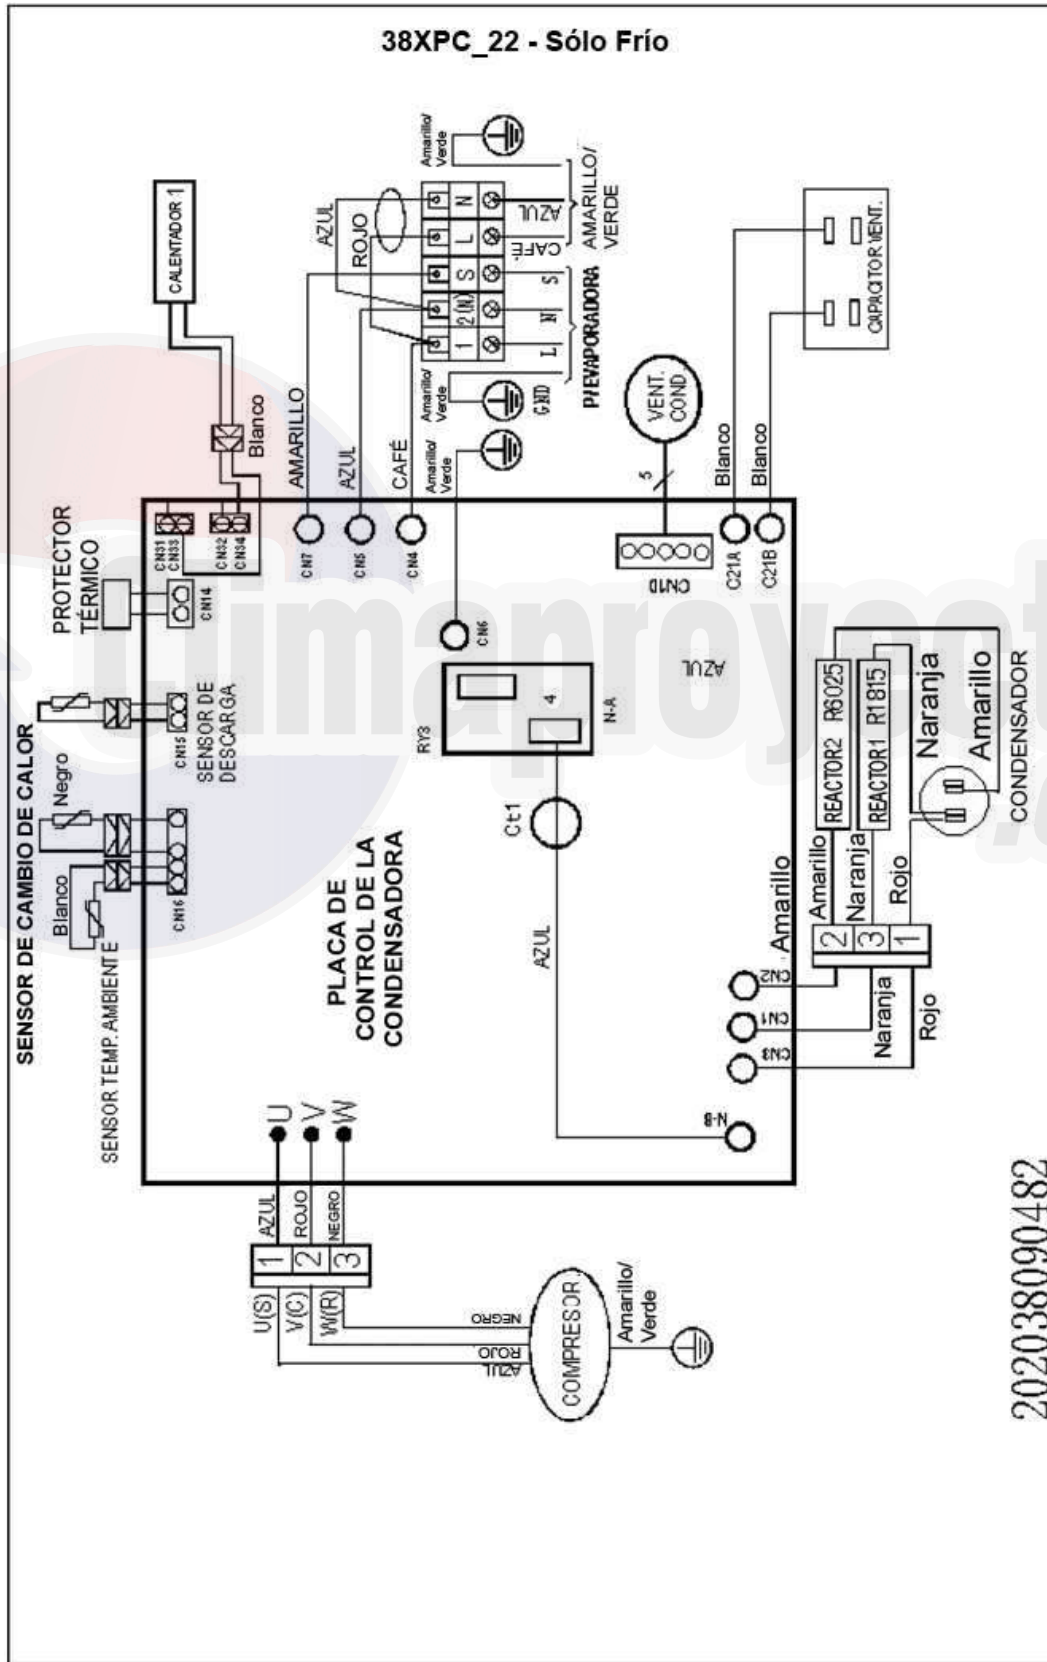 38XPC_22 - Sólo Frío
CALENTADOR 1
Blanco
PROTECTOR
TÉRMICO
SENSOR DE CAMBIO DE CALOR
Negro
Blanco
SENSOR TEMP. AMBIENTE
CN31
CN33
CN32
CN34
CN14
CN15
SENSOR DE
DESCARGA
CN16
AMARILLO
AZUL
CAFÉ
Amarillo/
Verde
CN7
CN5
CN4
CN6
AZUL
ROJO
Amarillo/
Verde
N
L
S
2(N)
1
AZUL
CAFÉ
AMARILLO/
VERDE
S
N
L
P/EVAPORADORA
Amarillo/
Verde
GND
VENT.
COND.
5
CN10
Blanco
Blanco
C21A
C21B
CAPACITOR VENT.
RY3
4
N-A
AZUL
Ct1
AZUL
PLACA DE
CONTROL DE LA
CONDENSADORA
N-B
CN2
CN1
CN3
Amarillo
Naranja
Rojo
2
3
1
Amarillo
Naranja
Rojo
REACTOR2 R6025
REACTOR1 R1815
Naranja
Amarillo
CONDENSADOR
U
V
W
AZUL
ROJO
NEGRO
1
2
3
U(S)
V(C)
W(R)
NEGRO
ROJO
AZUL
COMPRESOR
Amarillo/
Verde
202038090482
Climaproyect